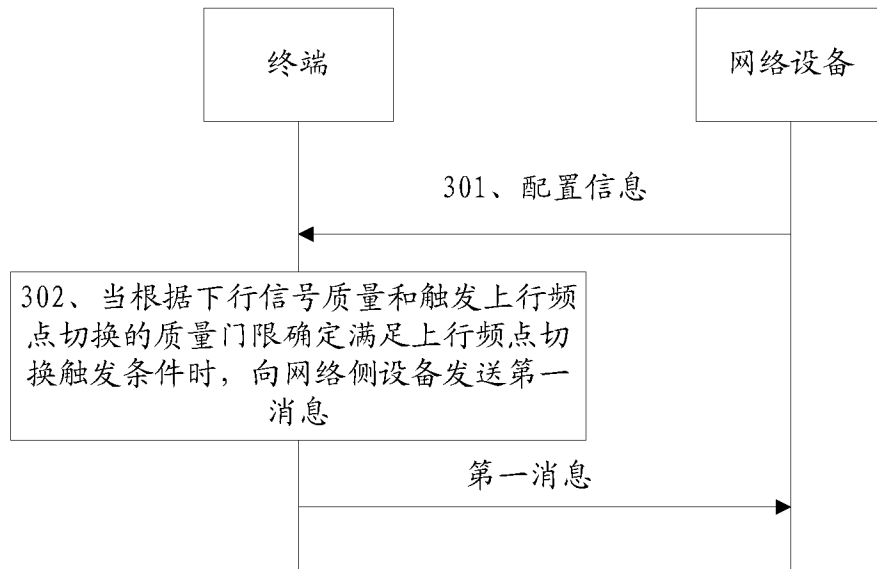 终端
网络设备
301、配置信息
302、当根据下行信号质量和触发上行频
点切换的质量门限确定满足上行频点切
换触发条件时，向网络侧设备发送第一
消息
第一消息